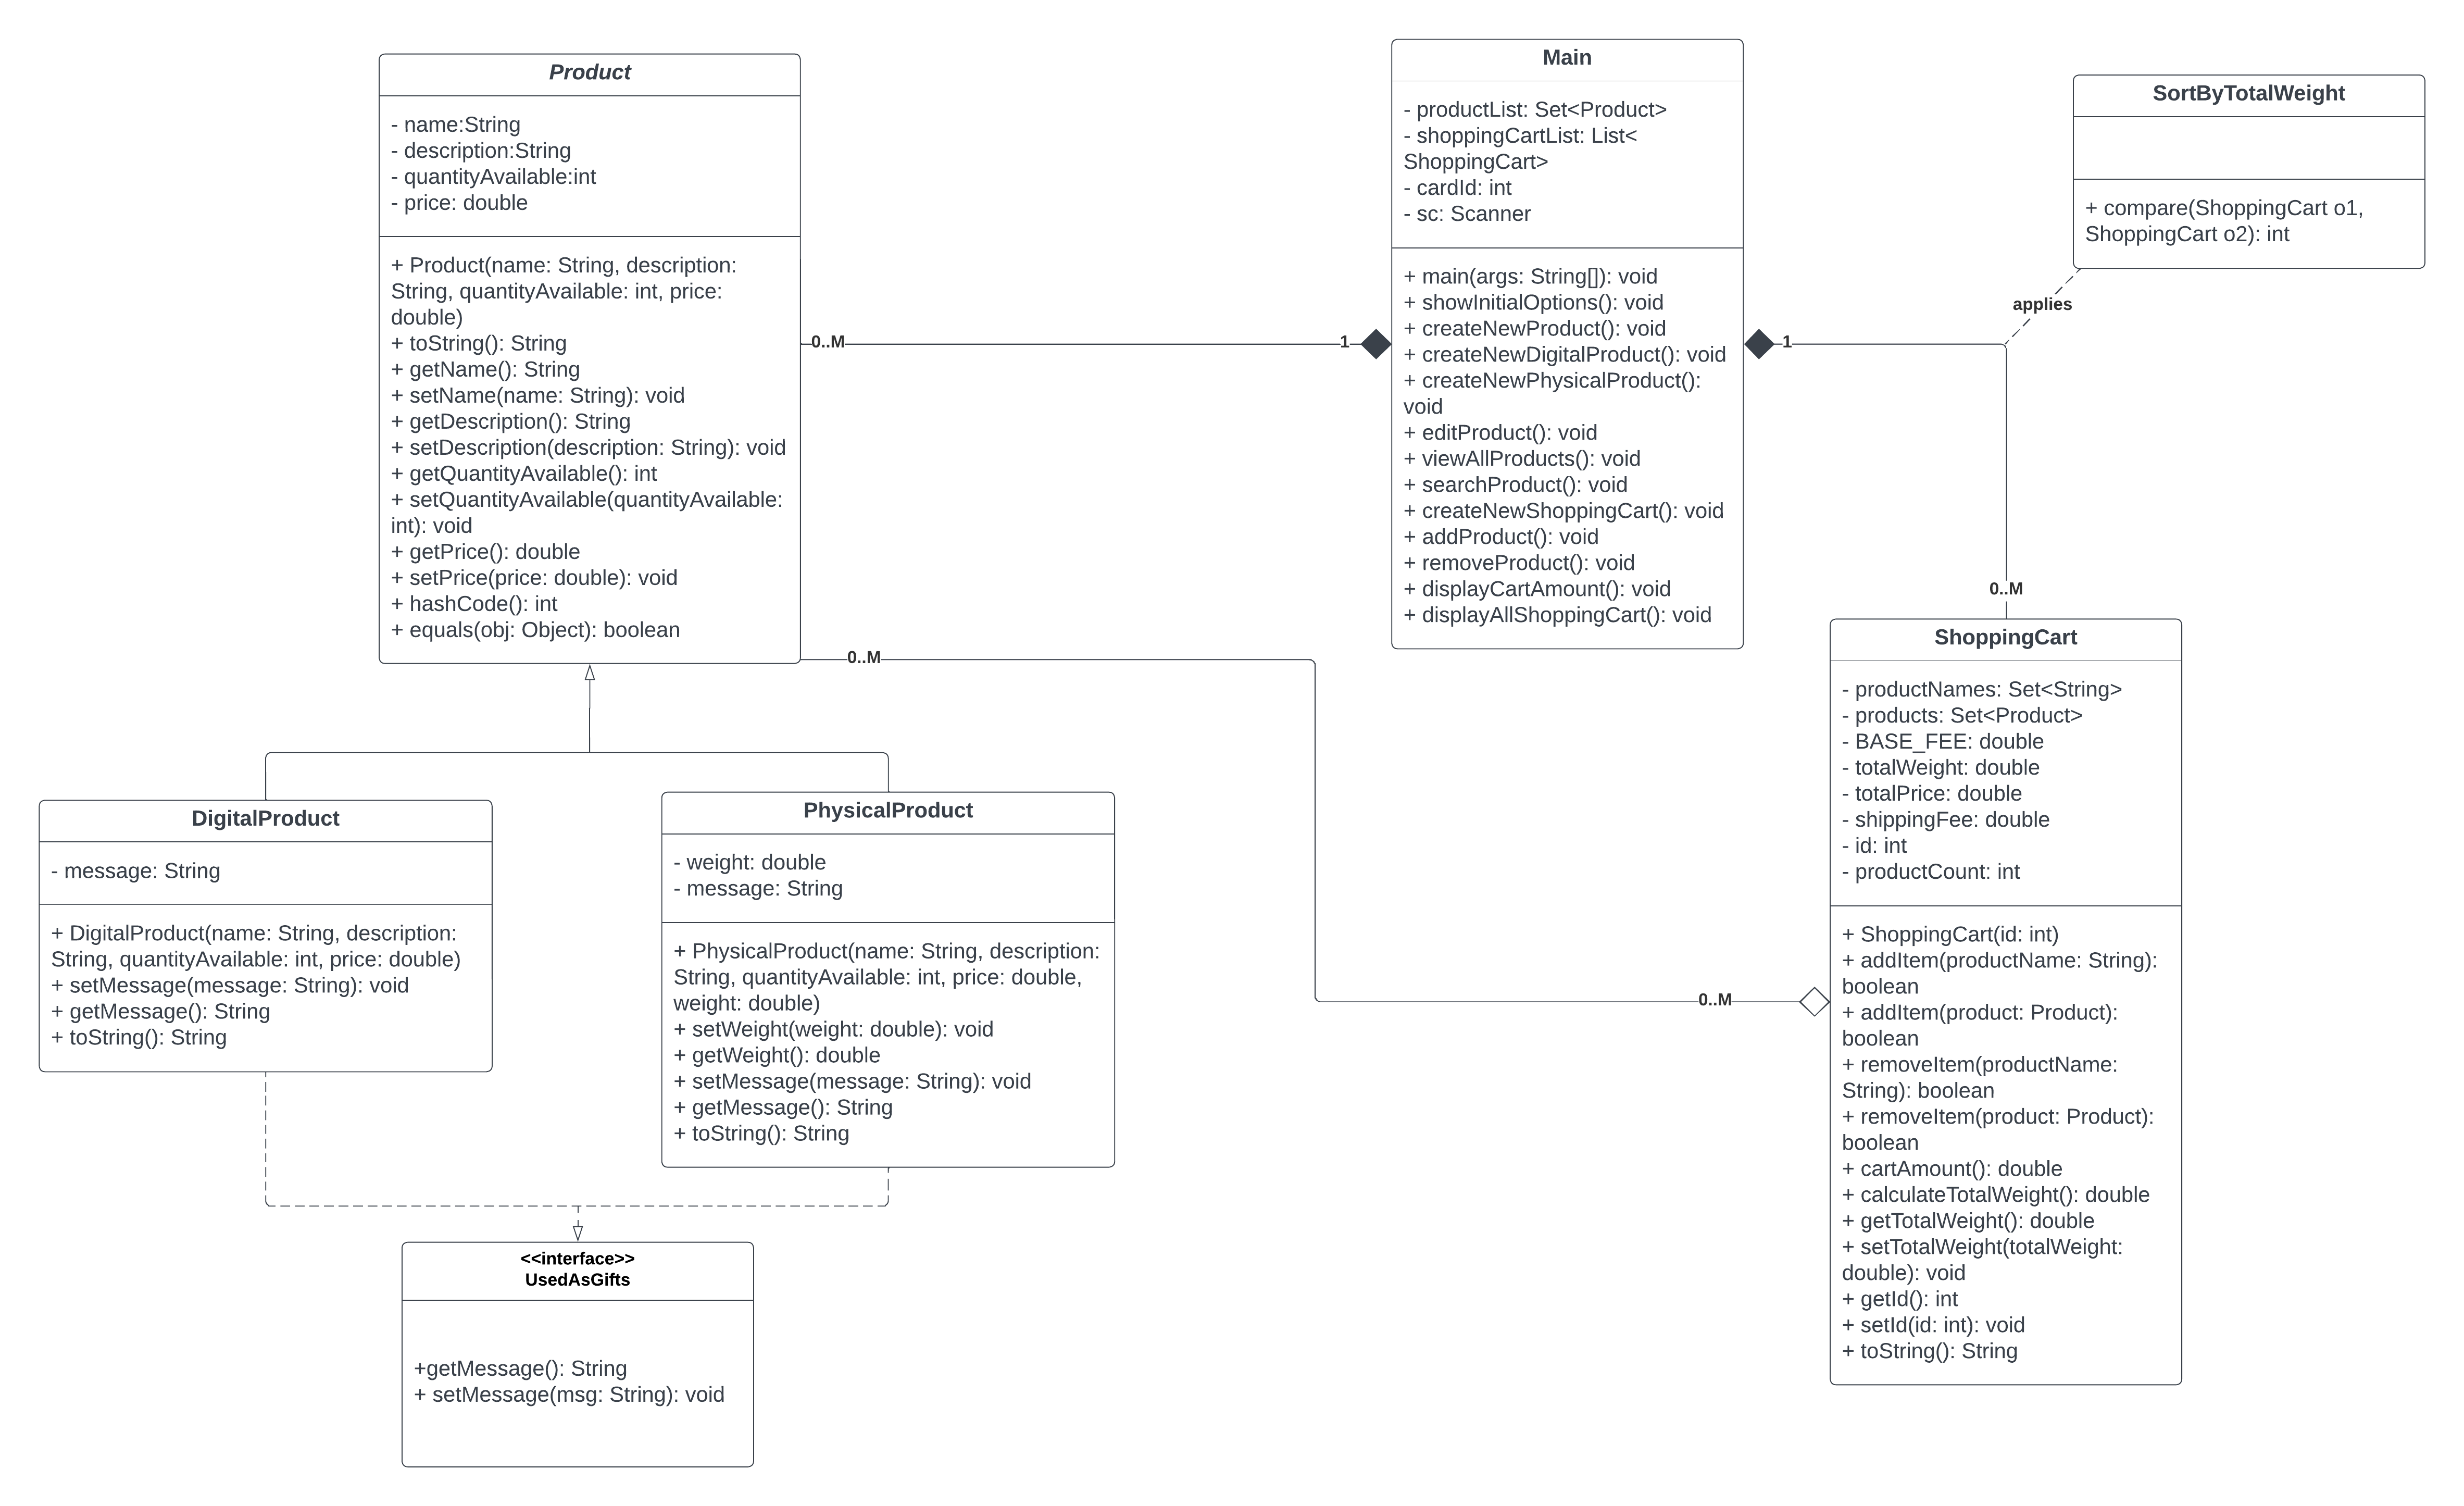 Product
- name:String
- description:String
- quantityAvailable:int
- price: double
+ Product(name: String, description:
String, quantityAvailable: int, price:
double)
+ toString(): String
+ getName(): String
+ setName(name: String): void
+ getDescription(): String
+ setDescription(description: String): void
+ getQuantityAvailable(): int
+ setQuantityAvailable(quantityAvailable:
int): void
+ getPrice(): double
+ setPrice(price: double): void
+ hashCode(): int
+ equals(obj: Object): boolean
0..M
1
Main
- productList: Set<Product>
- shoppingCartList: List<
ShoppingCart>
- cardId: int
- sc: Scanner
+ main(args: String[]): void
+ showInitialOptions(): void
+ createNewProduct(): void
+ createNewDigitalProduct(): void
+ createNewPhysicalProduct():
void
+ editProduct(): void
+ viewAllProducts(): void
+ searchProduct(): void
+ createNewShoppingCart(): void
+ addProduct(): void
+ removeProduct(): void
+ displayCartAmount(): void
+ displayAllShoppingCart(): void
1
SortByTotalWeight
+ compare(ShoppingCart o1,
ShoppingCart o2): int
applies
0..M
0..M
0..M
ShoppingCart
- productNames: Set<String>
- products: Set<Product>
- BASE_FEE: double
- totalWeight: double
- totalPrice: double
- shippingFee: double
- id: int
- productCount: int
+ ShoppingCart(id: int)
+ addItem(productName: String):
boolean
+ addItem(product: Product):
boolean
+ removeItem(productName:
String): boolean
+ removeItem(product: Product):
boolean
+ cartAmount(): double
+ calculateTotalWeight(): double
+ getTotalWeight(): double
+ setTotalWeight(totalWeight:
double): void
+ getId(): int
+ setId(id: int): void
+ toString(): String
DigitalProduct
- message: String
+ DigitalProduct(name: String, description:
String, quantityAvailable: int, price: double)
+ setMessage(message: String): void
+ getMessage(): String
+ toString(): String
PhysicalProduct
- weight: double
- message: String
+ PhysicalProduct(name: String, description:
String, quantityAvailable: int, price: double,
weight: double)
+ setWeight(weight: double): void
+ getWeight(): double
+ setMessage(message: String): void
+ getMessage(): String
+ toString(): String
<<interface>>
UsedAsGifts
+getMessage(): String
+ setMessage(msg: String): void